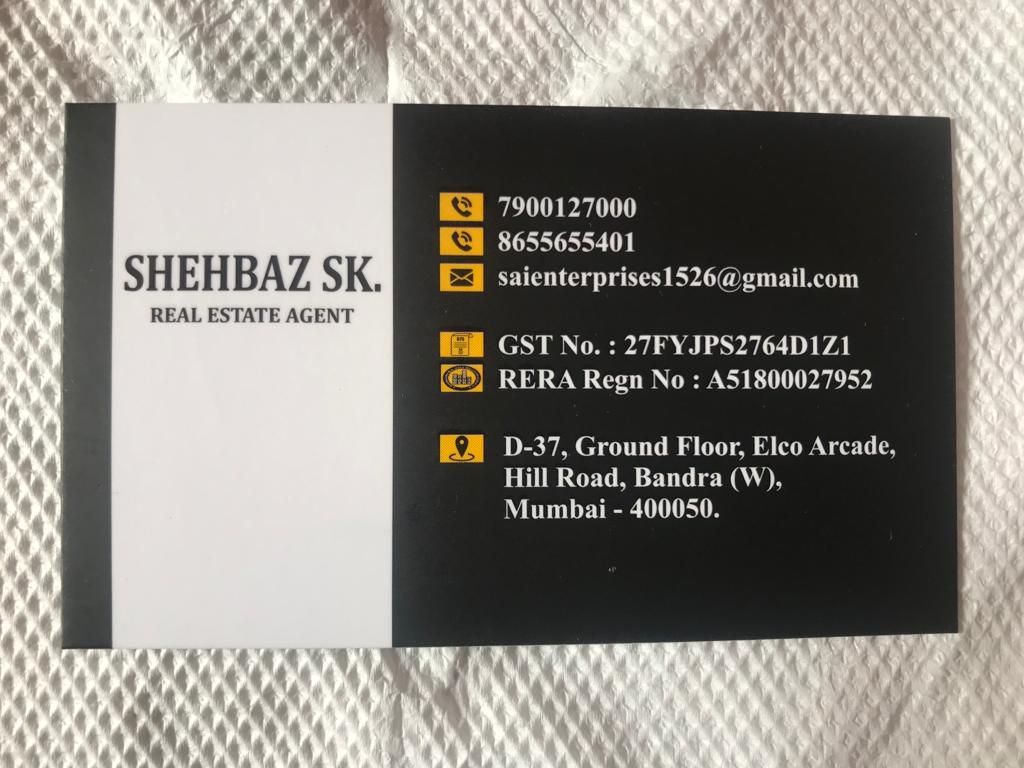 SHEHBAZ SK.
REAL ESTATE AGENT
7900127000
8655655401
saienterprises1526@gmail.com
GST No. : 27FYJPS2764D1Z1
RERA Regn No : A51800027952
D-37, Ground Floor, Elco Arcade,
Hill Road, Bandra (W),
Mumbai - 400050.